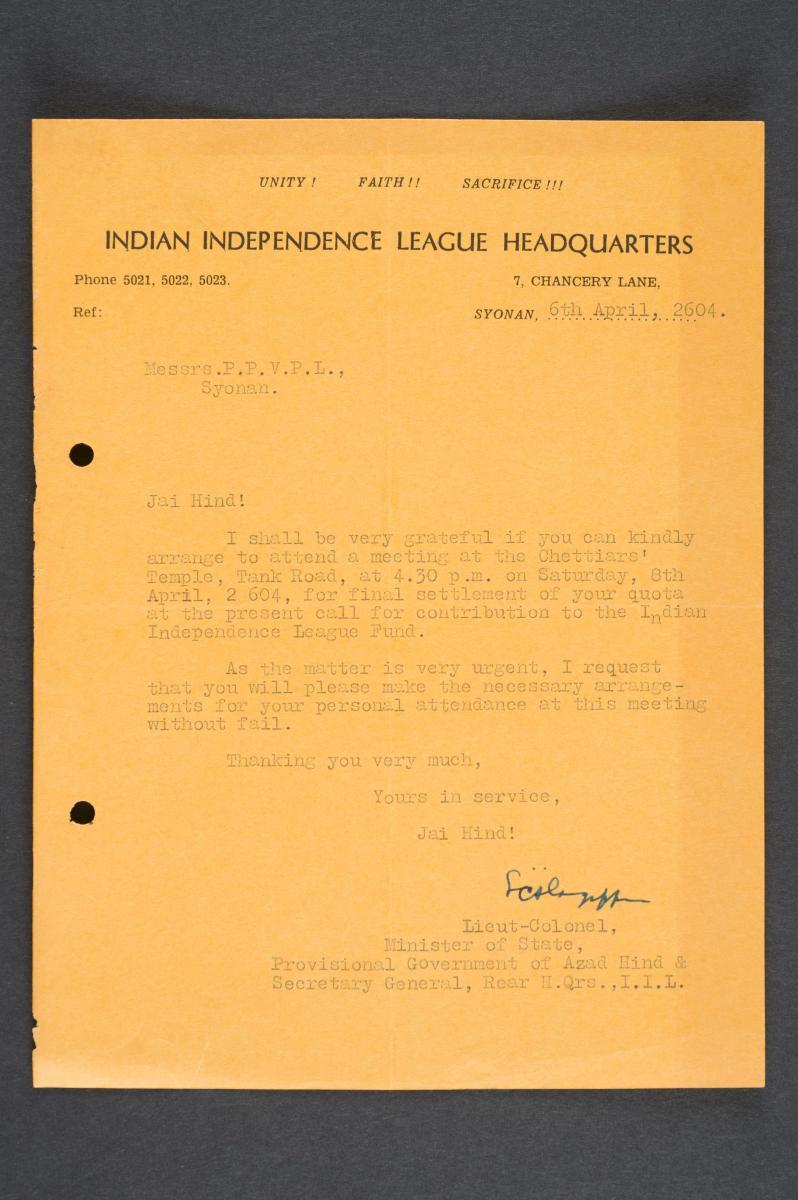 UNITY! FAITH!! SACRIFICE!!!
INDIAN INDEPENDENCE LEAGUE HEADQUARTERS
Phone 5021, 5022, 5023. 7, CHANCERY LANE,
Ref: SYONAN, 6th April, 2604.
Messrs.P.P.V.P.L.,
Syonan.
Jai Hind!
I shall be very grateful if you can kindly
arrange to attend a meeting at the Chettiars'
Temple, Tank Road, at 4.30 p.m. on Saturday, 8th
April, 2 604, for final settlement of your quota
at the present call for contribution to the Indian
Independence League Fund.
As the matter is very urgent, I request
that you will please make the necessary arrange-
ments for your personal attendance at this meeting
without fail.
Thanking you very much,
Yours in service,
Jai Hind!
Lieut-Colonel,
Minister of State,
Provisional Government of Azad Hind &
Secretary General, Rear H.Qrs.,I.I.L.